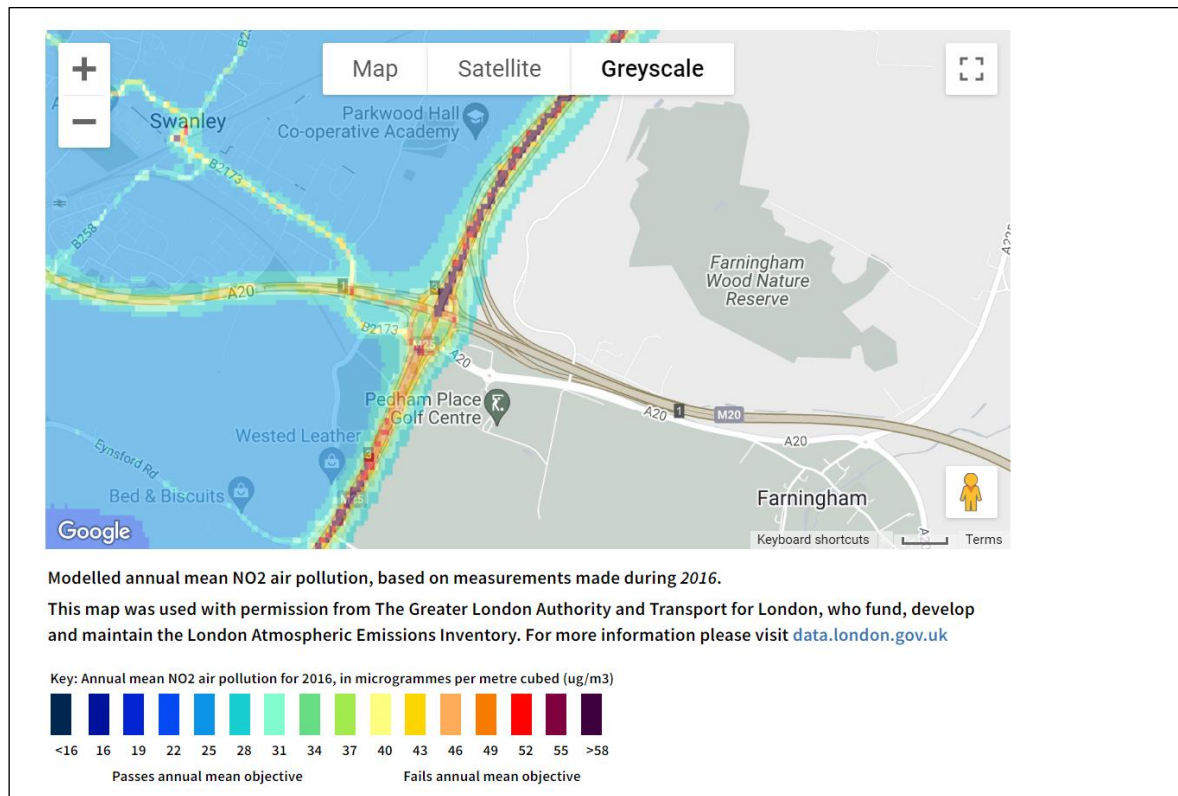 +
−
Map
Satellite
Greyscale
Parkwood Hall
Co-operative Academy
Swanley
B2173
B258
A20
1
3
B2173
A20
M25
Farningham
Wood Nature
Reserve
A20
1
M20
A20
Pedham Place
Golf Centre
Wested Leather
3
M25
Eynsford Rd
Bed & Biscuits
Farningham
Google
Keyboard shortcuts
Terms
Modelled annual mean NO2 air pollution, based on measurements made during 2016.
This map was used with permission from The Greater London Authority and Transport for London, who fund, develop
and maintain the London Atmospheric Emissions Inventory. For more information please visit data.london.gov.uk
Key: Annual mean NO2 air pollution for 2016, in microgrammes per metre cubed (ug/m3)
<16 16 19 22 25 28 31 34 37 40 43 46 49 52 55 >58
Passes annual mean objective
Fails annual mean objective